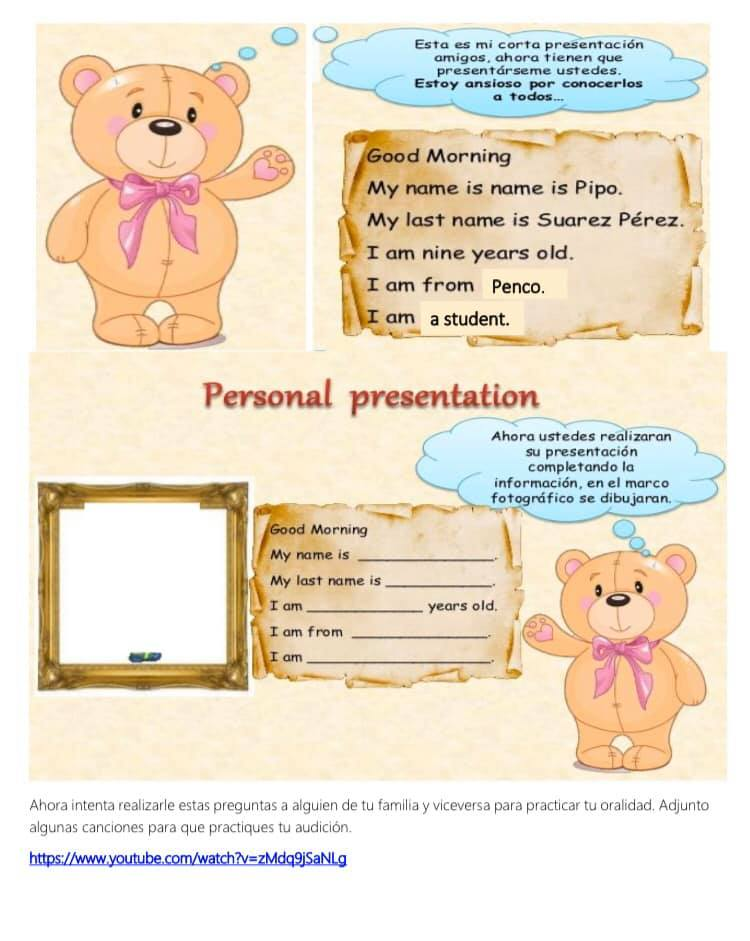 Esta es mi corta presentación
amigos, ahora tienen que
presentárseme ustedes.
Estoy ansioso por conocerlos
a todos...
Good Morning
My name is name is Pipo.
My last name is Suarez Pérez.
I am nine years old.
I am from Penco.
I am a student.
Personal presentation
Ahora ustedes realizaran
su presentación
completando la
información, en el marco
fotográfico se dibujaran.
Good Morning
My name is ________________.
My last name is _____________.
I am ______________ years old.
I am from ________________.
I am ______________________.
Ahora intenta realizarle estas preguntas a alguien de tu familia y viceversa para practicar tu oralidad. Adjunto
algunas canciones para que practiques tu audición.
https://www.youtube.com/watch?v=zMdq9jSaNLg